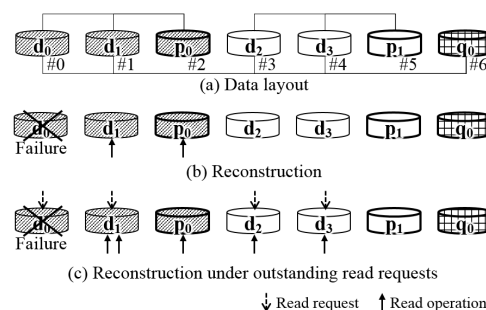 d0 d1 p0 d2 d3 p1 q0
#0 #1 #2 #3 #4 #5 #6
(a) Data layout
d0 d1 p0 d2 d3 p1 q0
Failure
(b) Reconstruction
d0 d1 p0 d2 d3 p1 q0
Failure
(c) Reconstruction under outstanding read requests
Read request Read operation